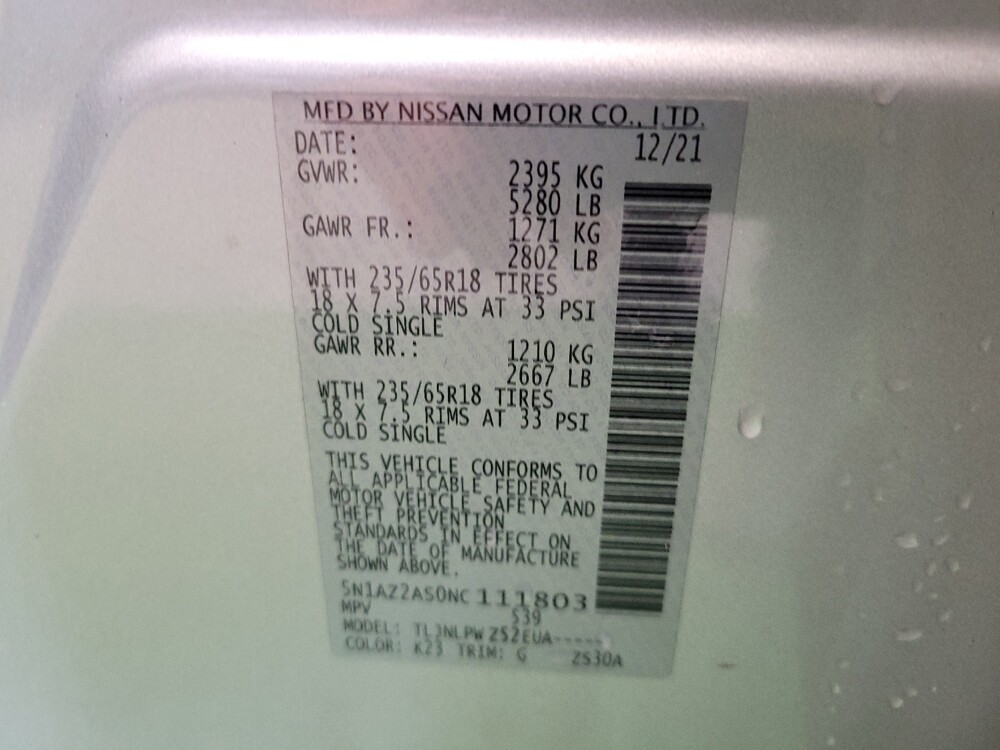 MFD BY NISSAN MOTOR CO., LTD.
DATE: 12/21
GVWR: 2395 KG
5280 LB
GAWR FR.: 1271 KG
2802 LB
WITH 235/65R18 TIRES
18 X 7.5 RIMS AT 33 PSI
COLD SINGLE
GAWR RR.: 1210 KG
2667 LB
WITH 235/65R18 TIRES
18 X 7.5 RIMS AT 33 PSI
COLD SINGLE
THIS VEHICLE CONFORMS TO
ALL APPLICABLE FEDERAL
MOTOR VEHICLE SAFETY AND
THEFT PREVENTION
STANDARDS IN EFFECT ON
THE DATE OF MANUFACTURE
SHOWN ABOVE.
5N1AZ2AS0NC 111803
MPV 539
MODEL: TL3NLPW Z52EUA-----
COLOR: K23 TRIM: G ZS30A